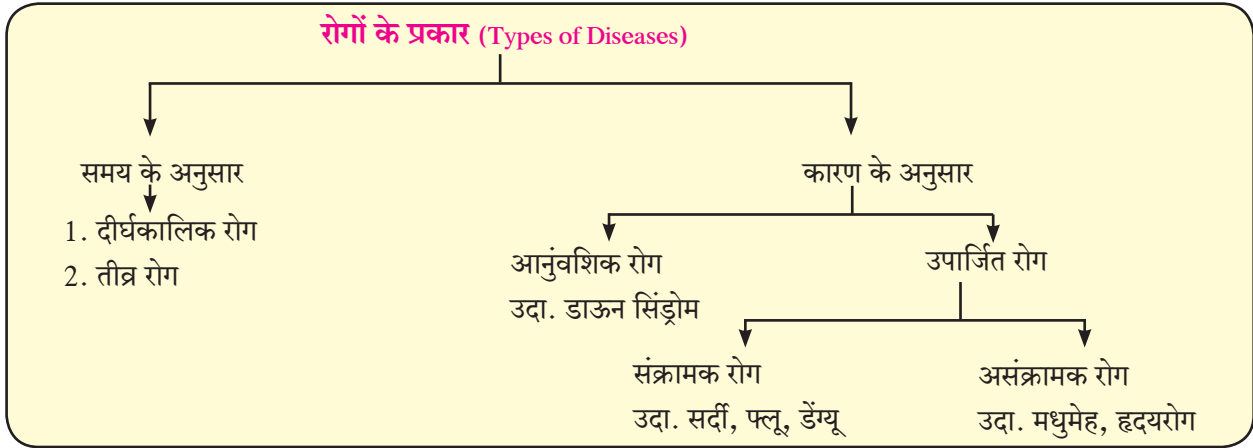 रोगों के प्रकार (Types of Diseases)
समय के अनुसार
1. दीर्घकालिक रोग
2. तीव्र रोग
कारण के अनुसार
आनुंवशिक रोग
उदा. डाऊन सिंड्रोम
उपार्जित रोग
संक्रामक रोग
उदा. सर्दी, फ्लू, डेंग्यू
असंक्रामक रोग
उदा. मधुमेह, हृदयरोग